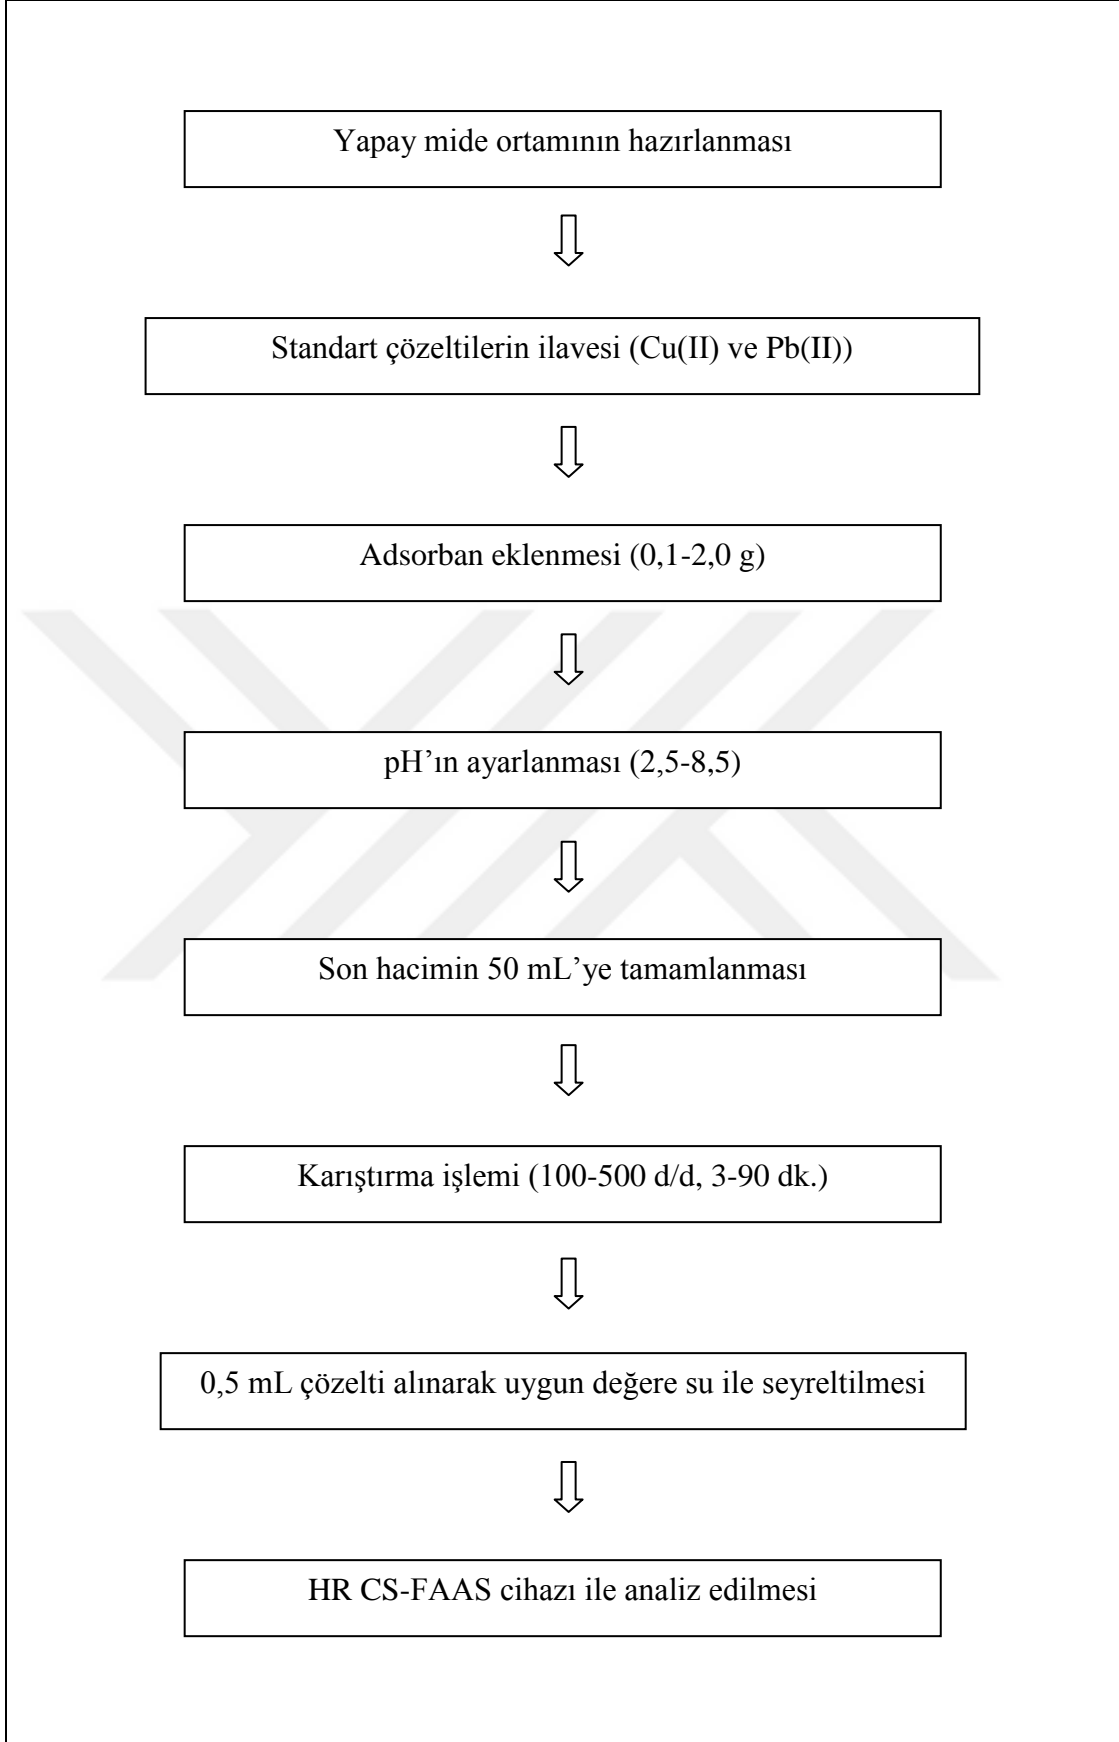 Yapay mide ortamının hazırlanması
Standart çözeltilerin ilavesi (Cu(II) ve Pb(II))
Adsorban eklenmesi (0,1-2,0 g)
pH’ın ayarlanması (2,5-8,5)
Son hacimin 50 mL’ye tamamlanması
Karıştırma işlemi (100-500 d/d, 3-90 dk.)
0,5 mL çözelti alınarak uygun değere su ile seyreltilmesi
HR CS-FAAS cihazı ile analiz edilmesi